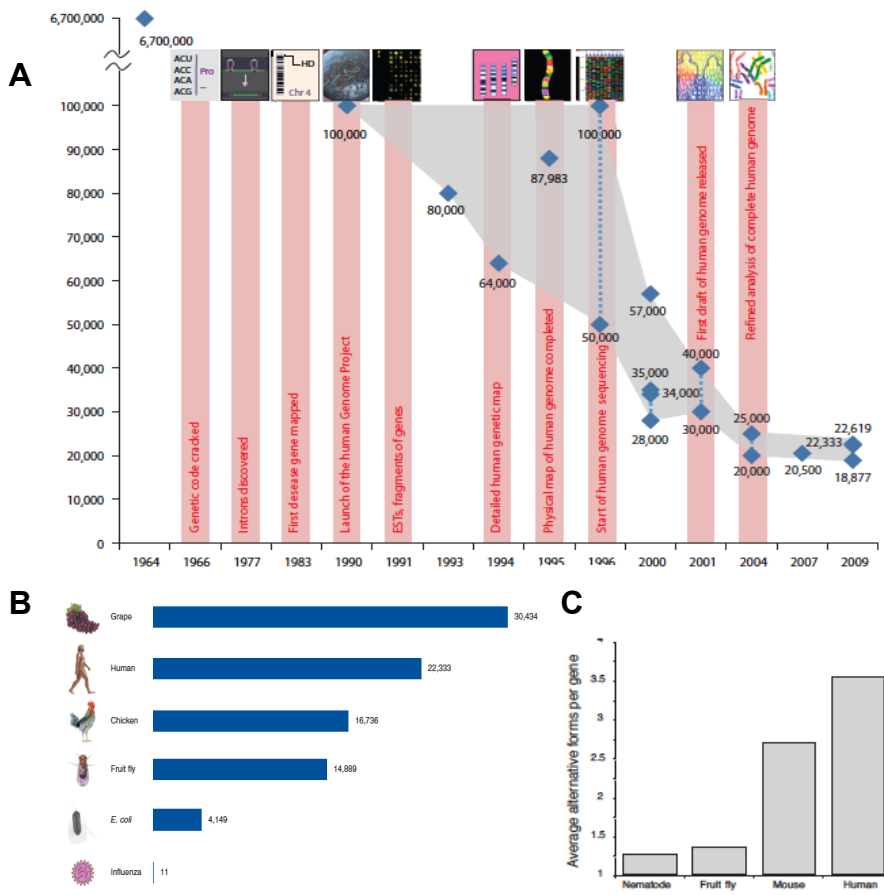 A
6,700,000
6,700,000
ACU
ACC
ACA
ACG
Pro
HD
Chr 4
100,000
90,000
80,000
70,000
60,000
50,000
40,000
30,000
20,000
10,000
0
100,000
80,000
64,000
87,983
100,000
50,000
57,000
35,000
34,000
28,000
40,000
30,000
25,000
20,000
20,500
22,333
22,619
18,877
Genetic code cracked
Introns discovered
First desease gene mapped
Launch of the human Genome Project
ESTs, fragments of genes
Detailed human genetic map
Physical map of human genome completed
Start of human genome sequencing
First draft of human genome released
Refined analysis of complete human genome
1964 1966 1977 1983 1990 1991 1993 1994 1995 1996 2000 2001 2004 2007 2009
B
Grape 30,434
Human 22,333
Chicken 16,736
Fruit fly 14,889
E. coli 4,149
Influenza 11
C
Average alternative forms per gene
4
3.5
3
2.5
2
1.5
1
Nematode Fruit fly Mouse Human